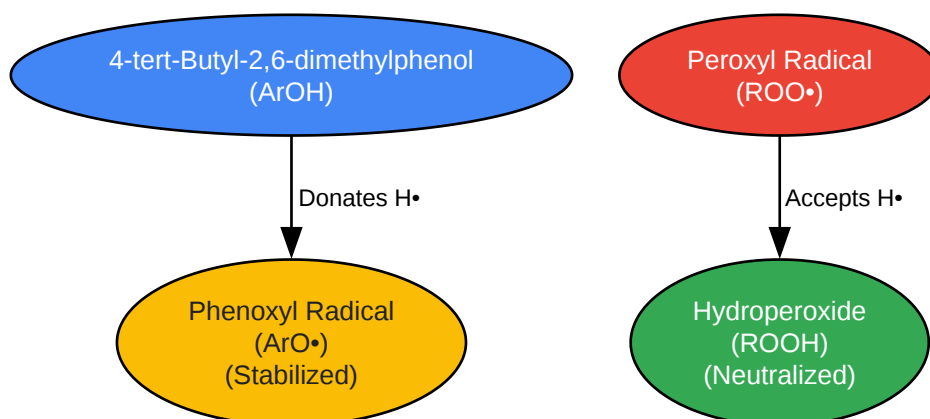 4-tert-Butyl-2,6-dimethylphenol
(ArOH)
Peroxyl Radical
(ROO•)
Donates H•
Accepts H•
Phenoxyl Radical
(ArO•)
(Stabilized)
Hydroperoxide
(ROOH)
(Neutralized)